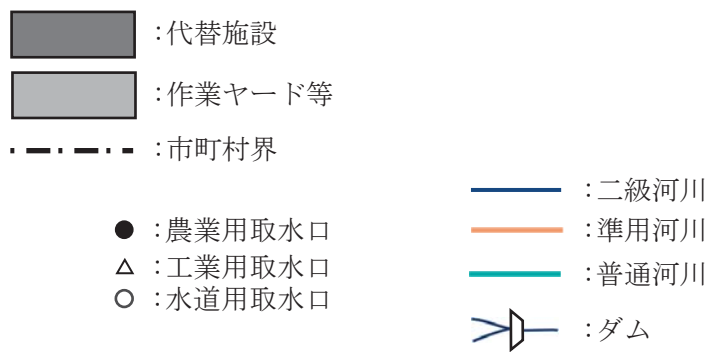 :代替施設
:作業ヤード等
:市町村界
:農業用取水口
:工業用取水口
:水道用取水口
:二級河川
:準用河川
:普通河川
:ダム